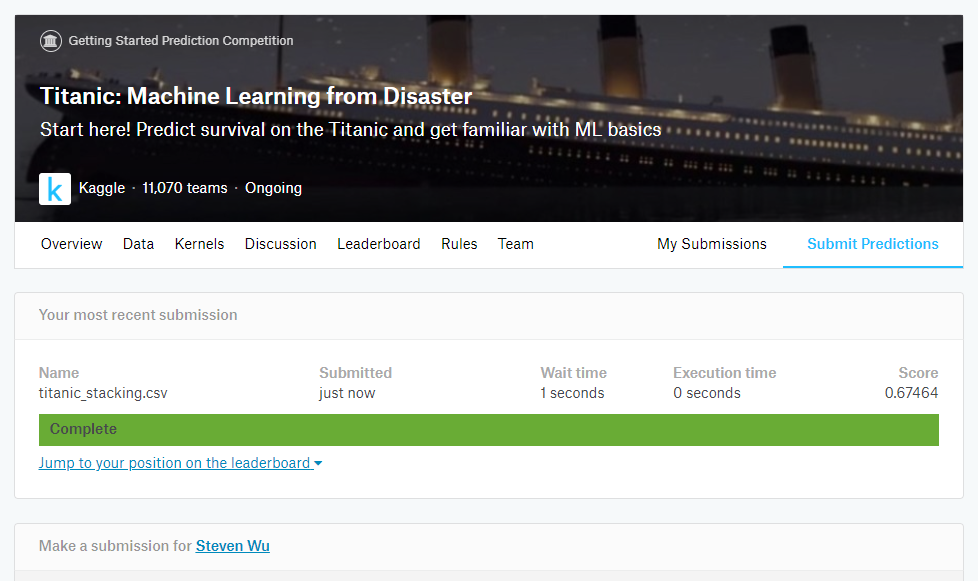 Getting Started Prediction Competition
Titanic: Machine Learning from Disaster
Start here! Predict survival on the Titanic and get familiar with ML basics
k Kaggle · 11,070 teams · Ongoing
Overview Data Kernels Discussion Leaderboard Rules Team My Submissions Submit Predictions
Your most recent submission
Name Submitted Wait time Execution time Score
titanic_stacking.csv just now 1 seconds 0 seconds 0.67464
Complete
Jump to your position on the leaderboard
Make a submission for Steven Wu